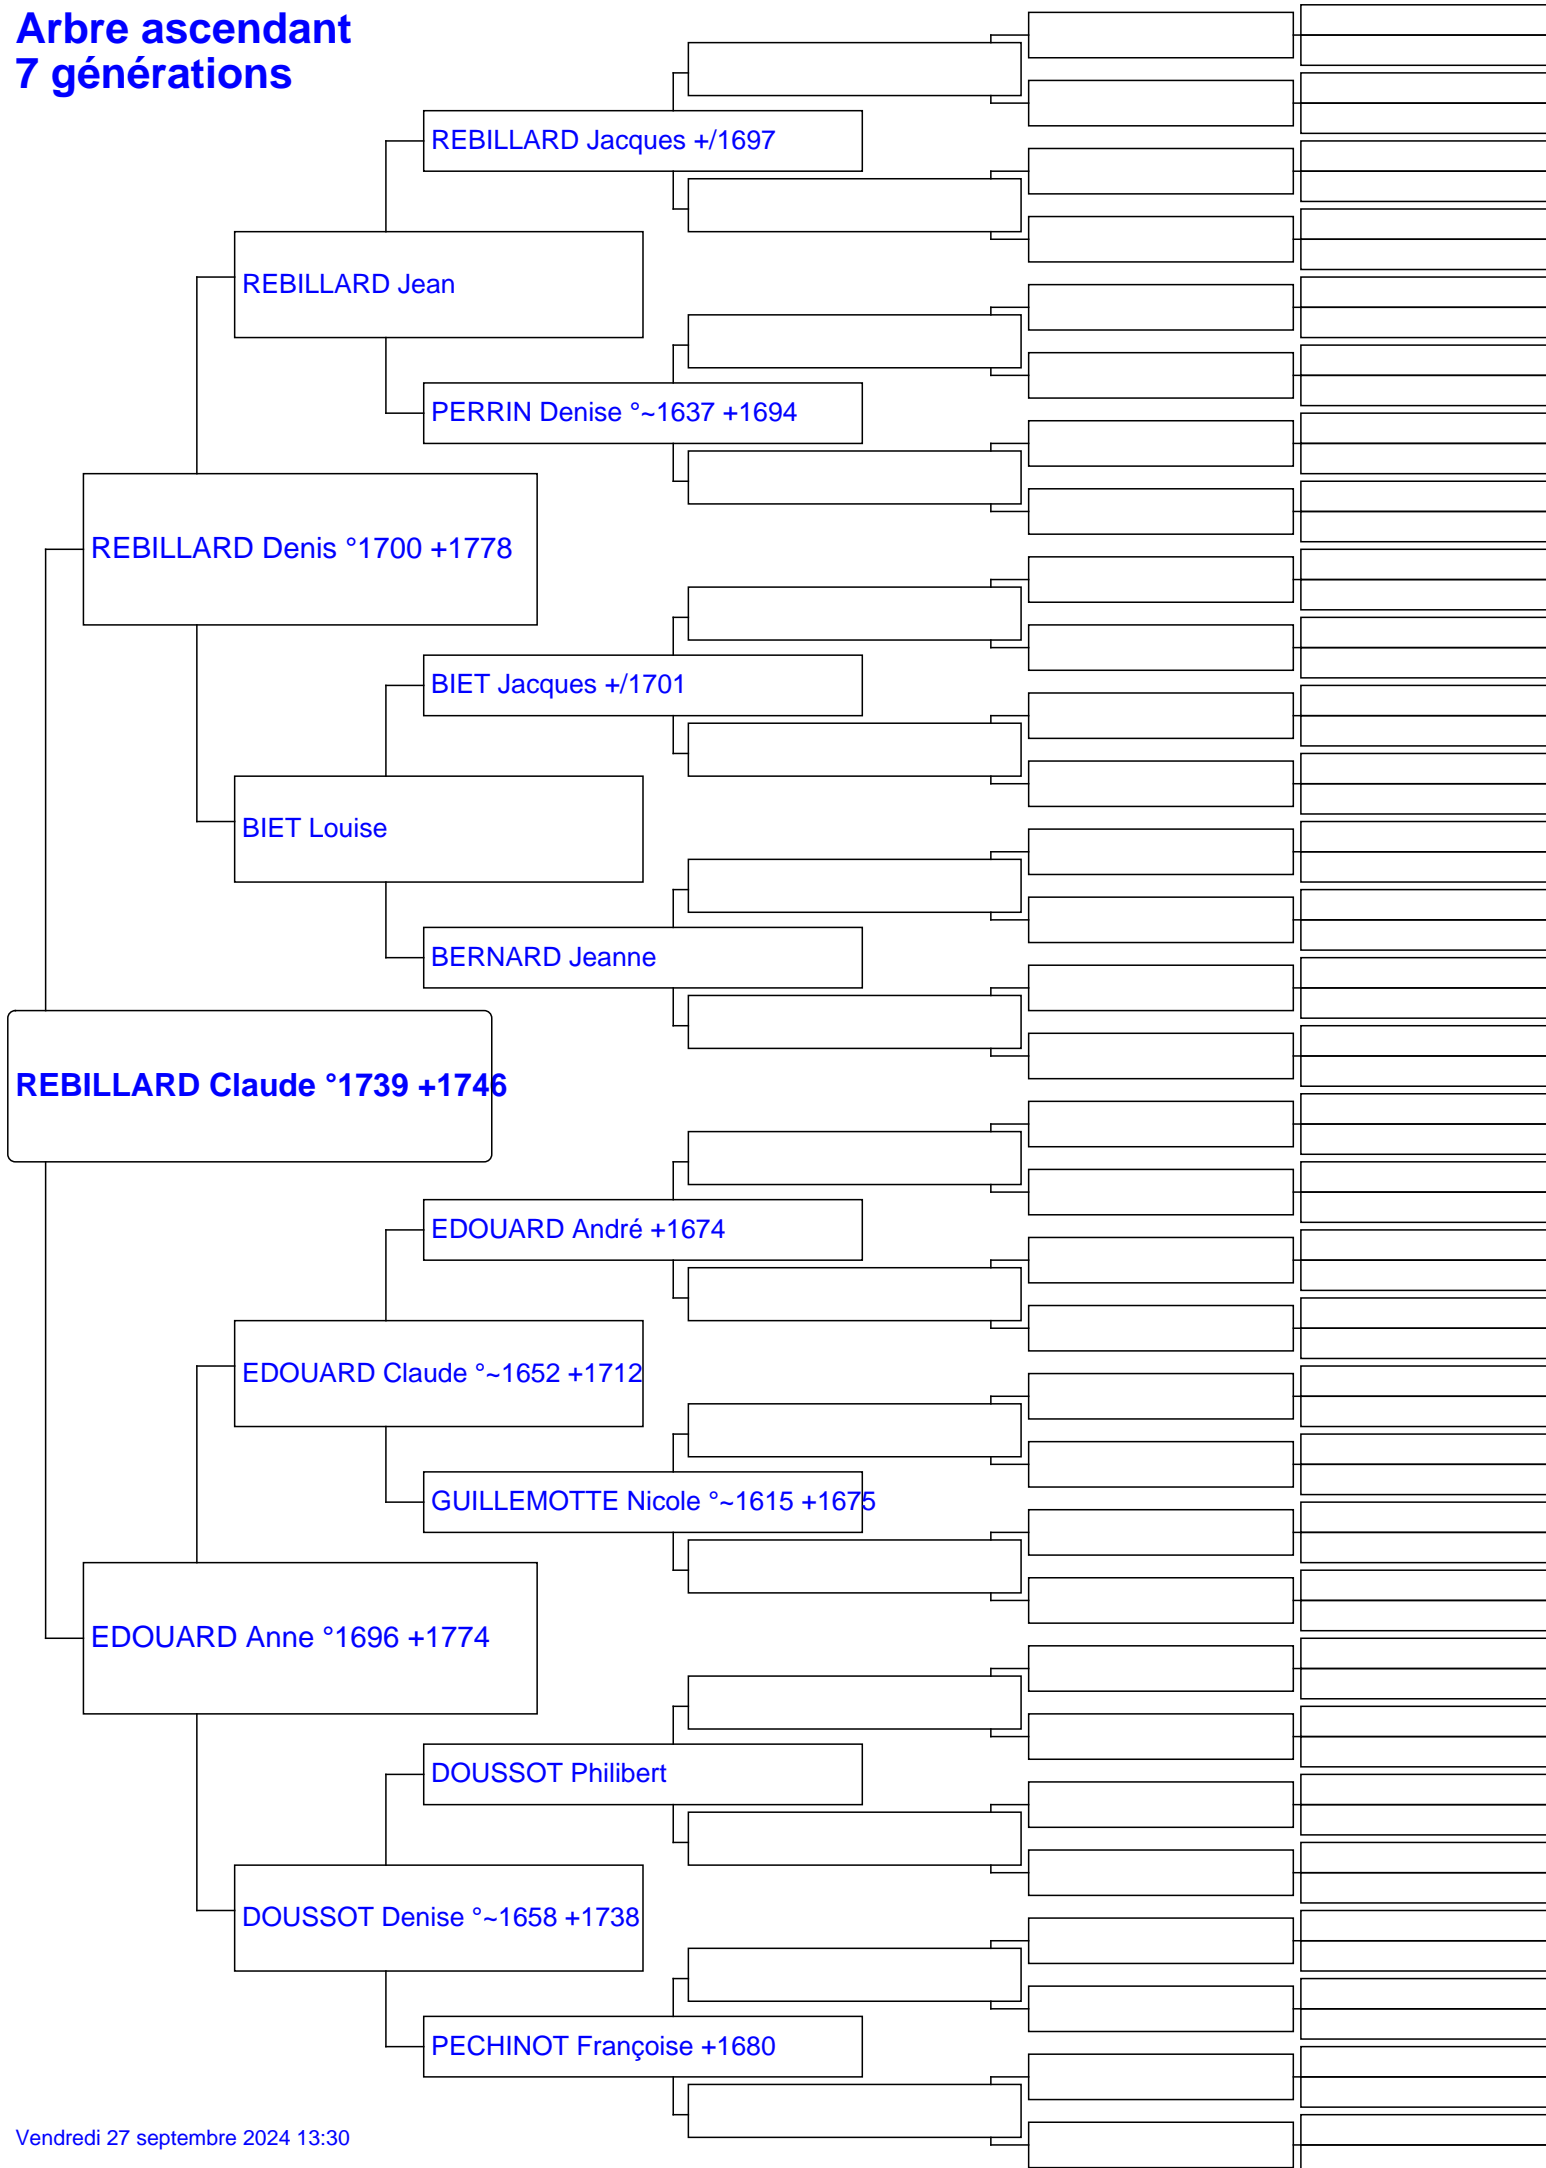 Arbre ascendant
7 générations
REBILLARD Jacques +/1697
REBILLARD Jean
PERRIN Denise °~1637 +1694
REBILLARD Denis °1700 +1778
BIET Jacques +/1701
BIET Louise
BERNARD Jeanne
REBILLARD Claude °1739 +1746
EDOUARD André +1674
EDOUARD Claude °~1652 +1712
GUILLEMOTTE Nicole °~1615 +1675
EDOUARD Anne °1696 +1774
DOUSSOT Philibert
DOUSSOT Denise °~1658 +1738
PECHINOT Françoise +1680
Vendredi 27 septembre 2024 13:30